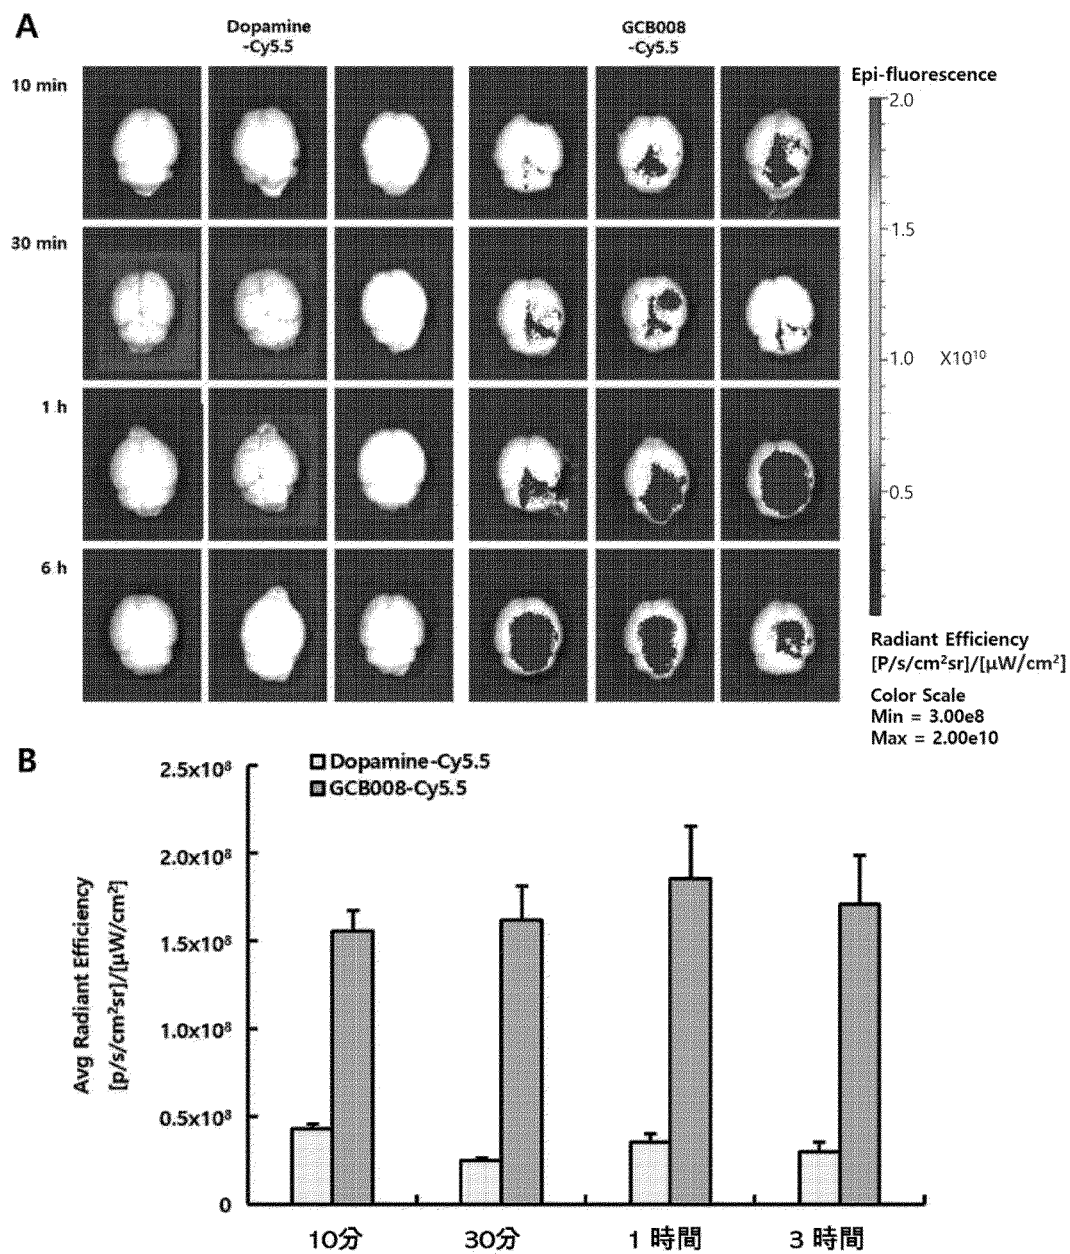 A
Dopamine
-Cy5.5
GCB008
-Cy5.5
10 min
30 min
1 h
6 h
Epi-fluorescence
2.0
1.5
1.0
X10¹⁰
0.5
Radiant Efficiency
[P/s/cm²sr]/[μW/cm²]
Color Scale
Min = 3.00e8
Max = 2.00e10
B
Dopamine-Cy5.5
GCB008-Cy5.5
Avg Radiant Efficiency
[p/s/cm²sr]/[μW/cm²]
2.5x10⁸
2.0x10⁸
1.5x10⁸
1.0x10⁸
0.5x10⁸
0
10分
30分
1 時間
3 時間